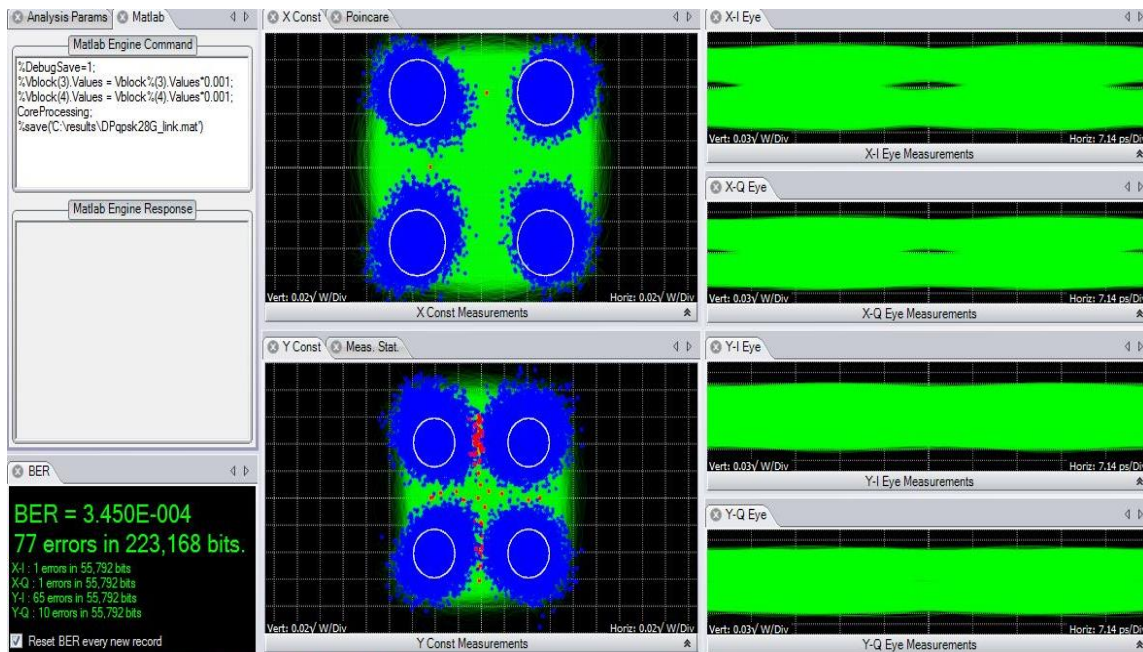 Analysis Params
Matlab
Matlab Engine Command
%DebugSave=1;
%Vblock(3).Values = Vblock%(3).Values*0.001;
%Vblock(4).Values = Vblock%(4).Values*0.001;
CoreProcessing;
%save('C:\results\DPqpsk28G_link.mat')
Matlab Engine Response
BER
BER = 3.450E-004
77 errors in 223,168 bits.
X-I : 1 errors in 55,792 bits
X-Q : 1 errors in 55,792 bits
Y-I : 65 errors in 55,792 bits
Y-Q : 10 errors in 55,792 bits
Reset BER every new record
X Const
Poincare
Vert: 0.02√ W/Div
Horiz: 0.02√ W/Div
X Const Measurements
Y Const
Meas. Stat.
Vert: 0.02√ W/Div
Horiz: 0.02√ W/Div
Y Const Measurements
X-I Eye
Vert: 0.03√ W/Div
Horiz: 7.14 ps/Div
X-I Eye Measurements
X-Q Eye
Vert: 0.03√ W/Div
Horiz: 7.14 ps/Div
X-Q Eye Measurements
Y-I Eye
Vert: 0.03√ W/Div
Horiz: 7.14 ps/Div
Y-I Eye Measurements
Y-Q Eye
Vert: 0.03√ W/Div
Horiz: 7.14 ps/Div
Y-Q Eye Measurements